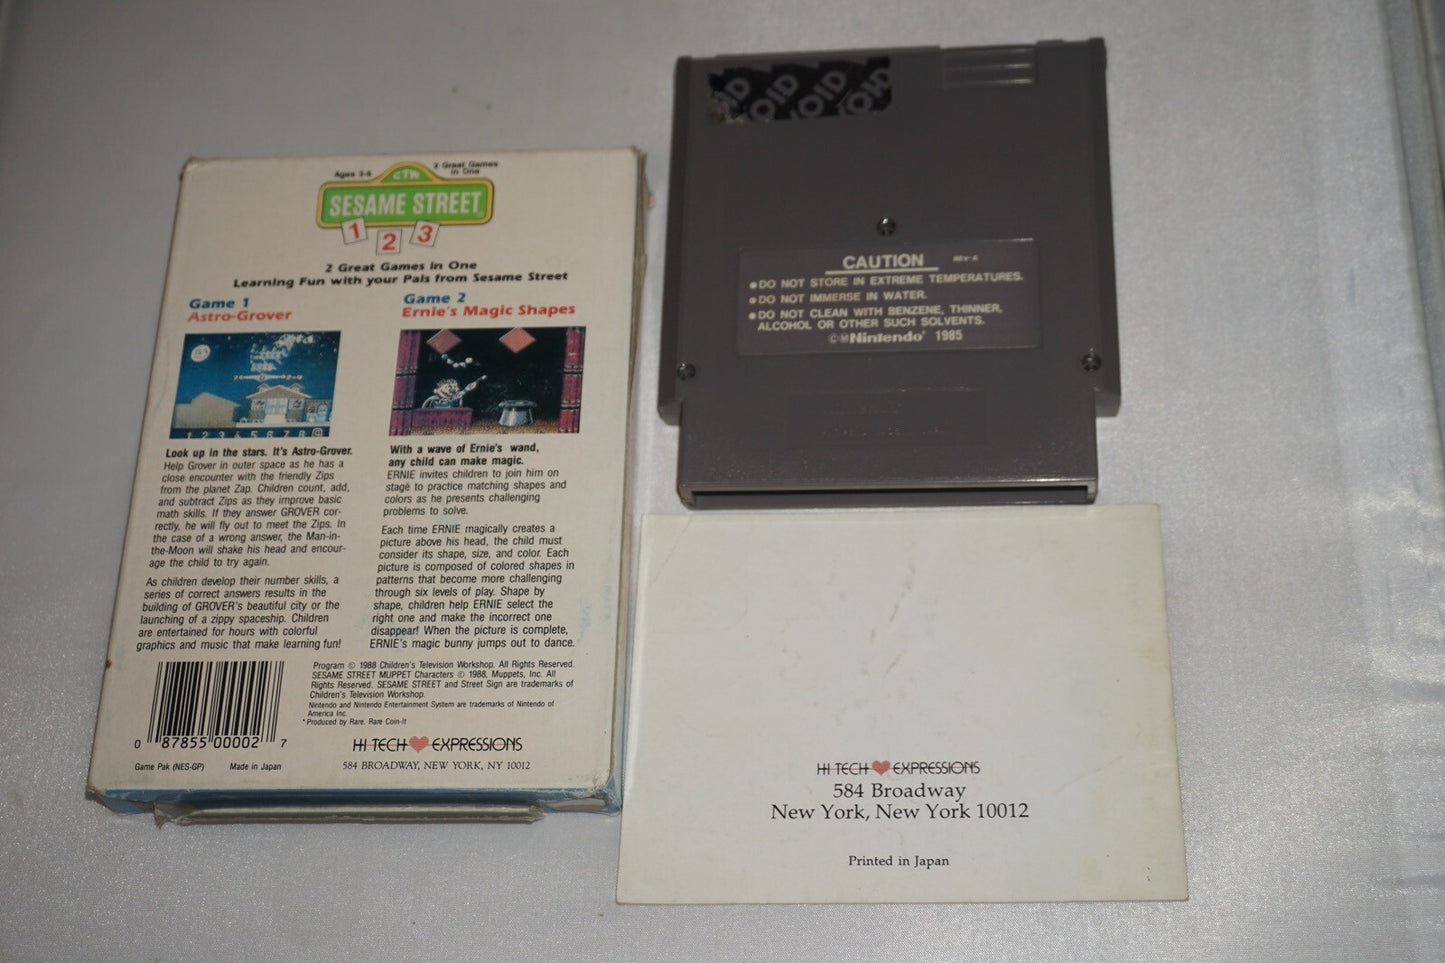 Ages 3-6
2 Great Games
in One
CTW
SESAME STREET
1 2 3
2 Great Games in One
Learning Fun with your Pals from Sesame Street
Game 1
Astro-Grover
1 2 3 4 5 6 7 8 9
Look up in the stars. It's Astro-Grover.
Help Grover in outer space as he has a
close encounter with the friendly Zips
from the planet Zap. Children count, add,
and subtract Zips as they improve basic
math skills. If they answer GROVER cor-
rectly, he will fly out to meet the Zips. In
the case of a wrong answer, the Man-in-
the-Moon will shake his head and encour-
age the child to try again.
As children develop their number skills, a
series of correct answers results in the
building of GROVER's beautiful city or the
launching of a zippy spaceship. Children
are entertained for hours with colorful
graphics and music that make learning fun!
Game 2
Ernie's Magic Shapes
With a wave of Ernie's wand,
any child can make magic.
ERNIE invites children to join him on
stage to practice matching shapes and
colors as he presents challenging
problems to solve.
Each time ERNIE magically creates a
picture above his head, the child must
consider its shape, size, and color. Each
picture is composed of colored shapes in
patterns that become more challenging
through six levels of play. Shape by
shape, children help ERNIE select the
right one and make the incorrect one
disappear! When the picture is complete,
ERNIE's magic bunny jumps out to dance.
0 87855 00002 7
Game Pak (NES-GP) Made in Japan
Program © 1988 Children's Television Workshop. All Rights Reserved.
SESAME STREET MUPPET Characters © 1988, Muppets, Inc. All
Rights Reserved. SESAME STREET and Street Sign are trademarks of
Children's Television Workshop.
Nintendo and Nintendo Entertainment System are trademarks of Nintendo of
America Inc.
*Produced by Rare. Rare Coin-It
HI TECH EXPRESSIONS
584 BROADWAY, NEW YORK, NY 10012
VOID VOID VOID VOID
CAUTION REV-A
●DO NOT STORE IN EXTREME TEMPERATURES.
●DO NOT IMMERSE IN WATER.
●DO NOT CLEAN WITH BENZENE, THINNER,
ALCOHOL OR OTHER SUCH SOLVENTS.
©Ⓜ Nintendo® 1985
HI TECH EXPRESSIONS
584 Broadway
New York, New York 10012
Printed in Japan